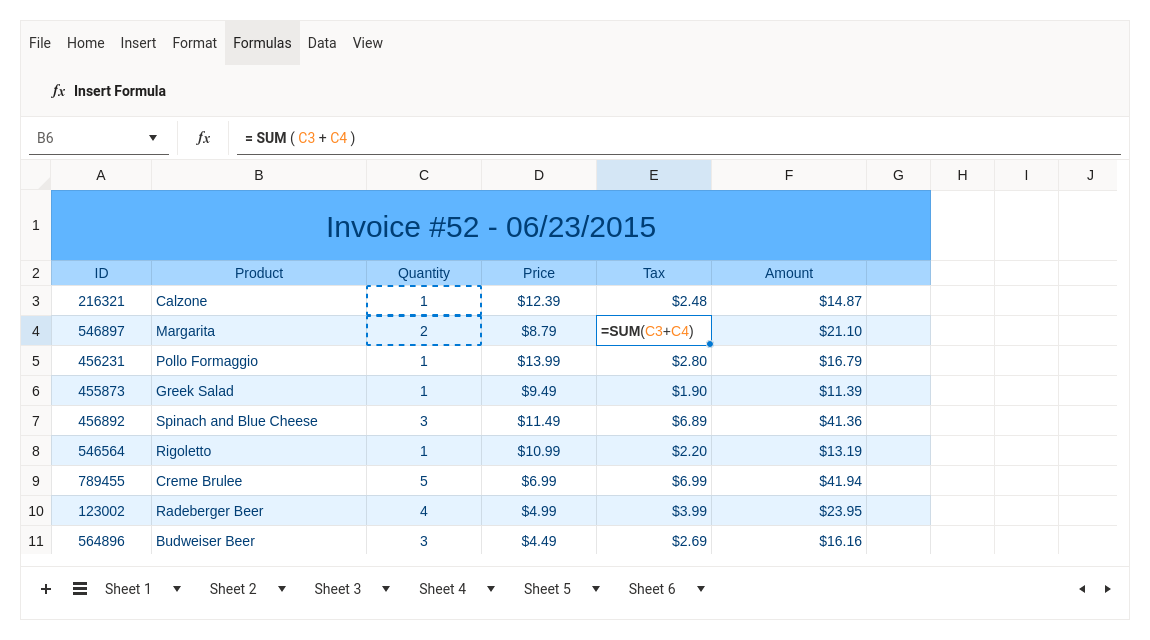 File Home Insert Format Formulas Data View
fx Insert Formula
B6 fx = SUM ( C3 + C4 )
A B C D E F G H I J
1 Invoice #52 - 06/23/2015
2 ID Product Quantity Price Tax Amount
3 216321 Calzone 1 $12.39 $2.48 $14.87
4 546897 Margarita 2 $8.79 =SUM(C3+C4) $21.10
5 456231 Pollo Formaggio 1 $13.99 $2.80 $16.79
6 455873 Greek Salad 1 $9.49 $1.90 $11.39
7 456892 Spinach and Blue Cheese 3 $11.49 $6.89 $41.36
8 546564 Rigoletto 1 $10.99 $2.20 $13.19
9 789455 Creme Brulee 5 $6.99 $6.99 $41.94
10 123002 Radeberger Beer 4 $4.99 $3.99 $23.95
11 564896 Budweiser Beer 3 $4.49 $2.69 $16.16
+ Sheet 1 Sheet 2 Sheet 3 Sheet 4 Sheet 5 Sheet 6